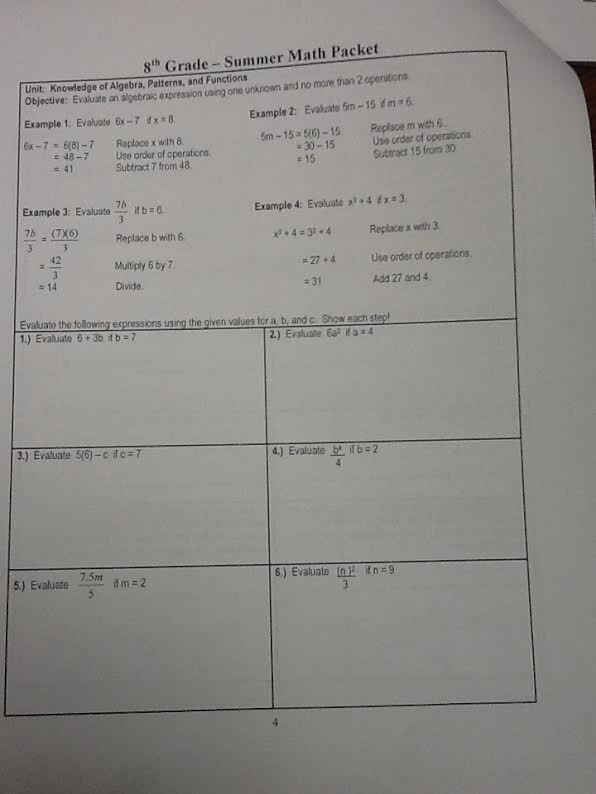 8th Grade – Summer Math Packet
Unit: Knowledge of Algebra, Patterns, and Functions
Objective: Evaluate an algebraic expression using one unknown and no more than 2 operations.
Example 1: Evaluate 6x – 7 if x = 8.
6x – 7 = 6(8) – 7 Replace x with 8.
= 48 – 7 Use order of operations.
= 41 Subtract 7 from 48.
Example 2: Evaluate 5m – 15 if m = 6.
5m – 15 = 5(6) – 15 Replace m with 6.
= 30 – 15 Use order of operations.
= 15 Subtract 15 from 30.
Example 3: Evaluate 7b/3 if b = 6.
7b/3 = (7)(6)/3 Replace b with 6.
= 42/3 Multiply 6 by 7.
= 14 Divide.
Example 4: Evaluate x³ + 4 if x = 3.
x³ + 4 = 3³ + 4 Replace x with 3.
= 27 + 4 Use order of operations.
= 31 Add 27 and 4.
Evaluate the following expressions using the given values for a, b, and c. Show each step!
1.) Evaluate 6 + 3b if b = 7
2.) Evaluate 6a² if a = 4
3.) Evaluate 5(6) – c if c = 7
4.) Evaluate b⁴/4 if b = 2
5.) Evaluate 7.5m/5 if m = 2
6.) Evaluate (n)²/3 if n = 9
4